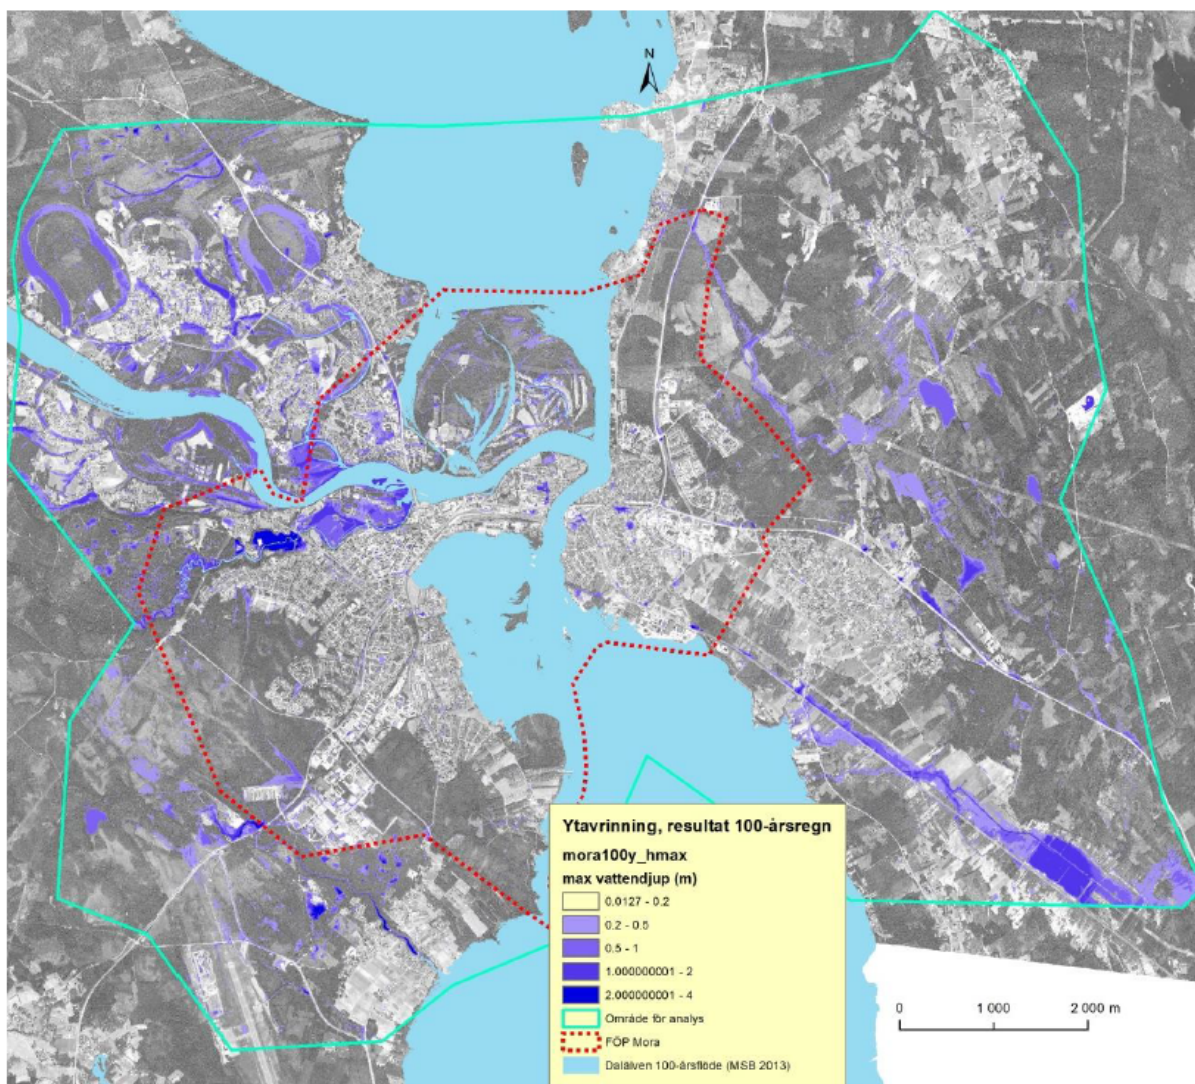 N
Ytavrinning, resultat 100-årsregn
mora100y_hmax
max vattendjup (m)
0.0127 - 0.2
0.2 - 0.5
0.5 - 1
1.000000001 - 2
2.000000001 - 4
Område för analys
FÖP Mora
Dalälven 100-årsflöde (MSB 2013)
0 1 000 2 000 m